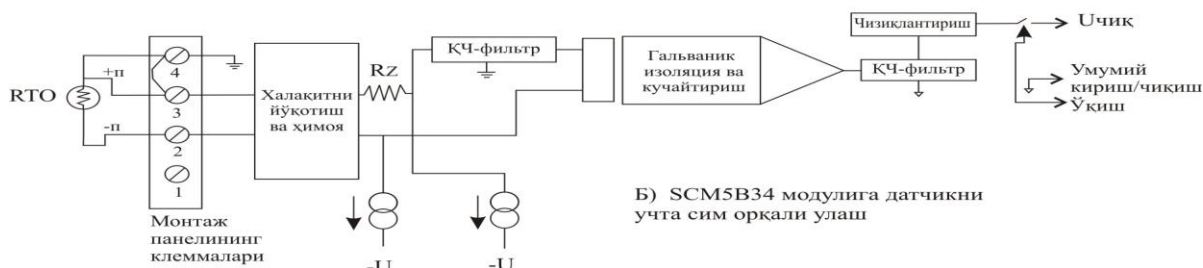 RTO
+п
-п
4
3
2
1
Монтаж
панелининг
клеммалари
Халақитни
йўқотиш
ва ҳимоя
Rz
ҚЧ-фильтр
-U
-U
Гальваник
изоляция ва
кучайтириш
Чизиқлантириш
ҚЧ-фильтр
Uчиқ
Умумий
кириш/чиқиш
Ўқиш
Б) SCM5B34 модулига датчикни
учта сим орқали улаш